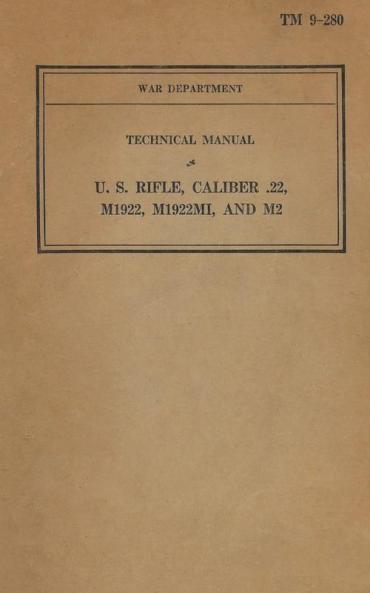 TM 9–280
WAR DEPARTMENT
TECHNICAL MANUAL
U. S. RIFLE, CALIBER .22,
M1922, M1922MI, AND M2